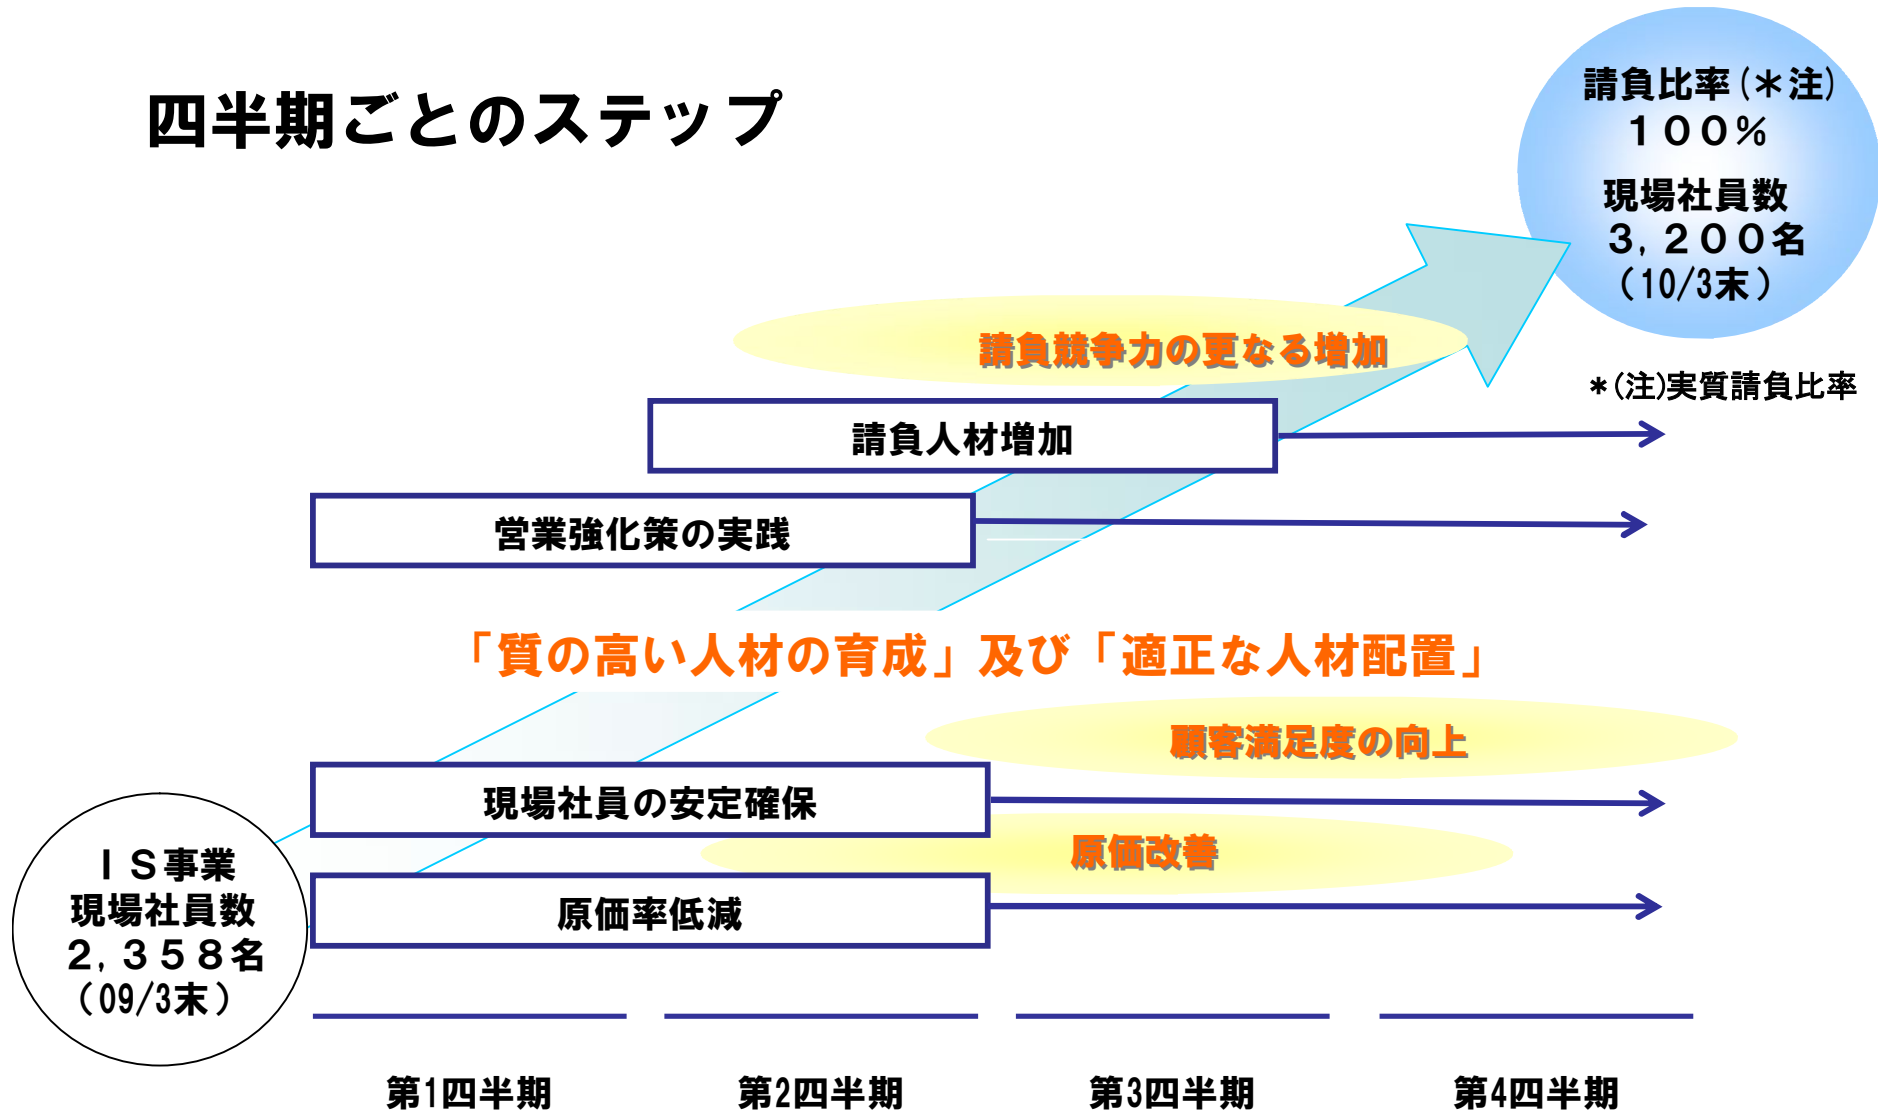 四半期ごとのステップ
請負比率(＊注)
１００％
現場社員数
３，２００名
（10/3末）
請負競争力の更なる増加
＊(注)実質請負比率
請負人材増加
営業強化策の実践
「質の高い人材の育成」及び「適正な人材配置」
顧客満足度の向上
現場社員の安定確保
原価改善
ＩＳ事業
現場社員数
２，３５８名
（09/3末）
原価率低減
第1四半期
第2四半期
第3四半期
第4四半期